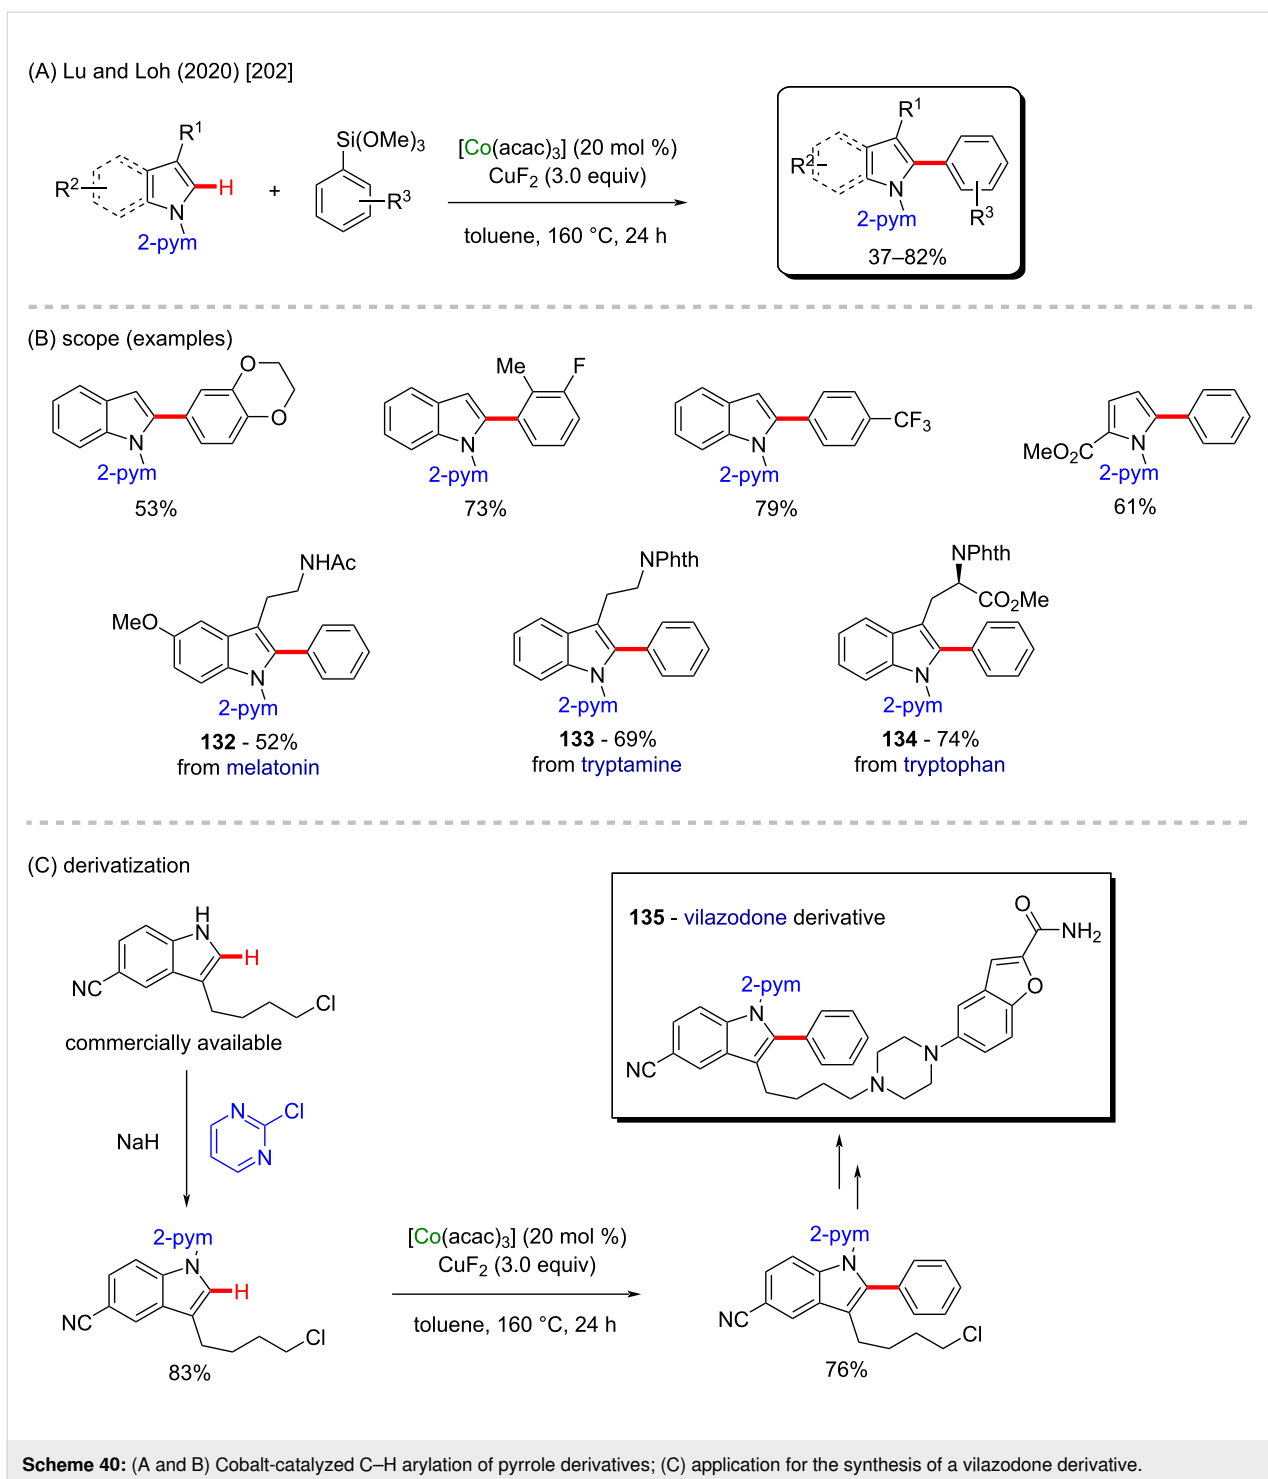 (A) Lu and Loh (2020) [202]
R¹
R²
H
N
2-pym
+
Si(OMe)₃
R³
[Co(acac)₃] (20 mol %)
CuF₂ (3.0 equiv)
toluene, 160 °C, 24 h
R¹
R²
N
2-pym
R³
37–82%
(B) scope (examples)
O
O
N
2-pym
53%
Me
F
N
2-pym
73%
CF₃
N
2-pym
79%
MeO₂C
N
2-pym
61%
NHAc
MeO
N
2-pym
132 - 52%
from melatonin
NPhth
N
2-pym
133 - 69%
from tryptamine
NPhth
CO₂Me
N
2-pym
134 - 74%
from tryptophan
(C) derivatization
H
N
H
NC
Cl
commercially available
NaH
N
Cl
N
2-pym
N
H
NC
Cl
83%
[Co(acac)₃] (20 mol %)
CuF₂ (3.0 equiv)
toluene, 160 °C, 24 h
2-pym
N
NC
Cl
76%
135 - vilazodone derivative
O
NH₂
O
2-pym
N
NC
N
N
Scheme 40: (A and B) Cobalt-catalyzed C–H arylation of pyrrole derivatives; (C) application for the synthesis of a vilazodone derivative.